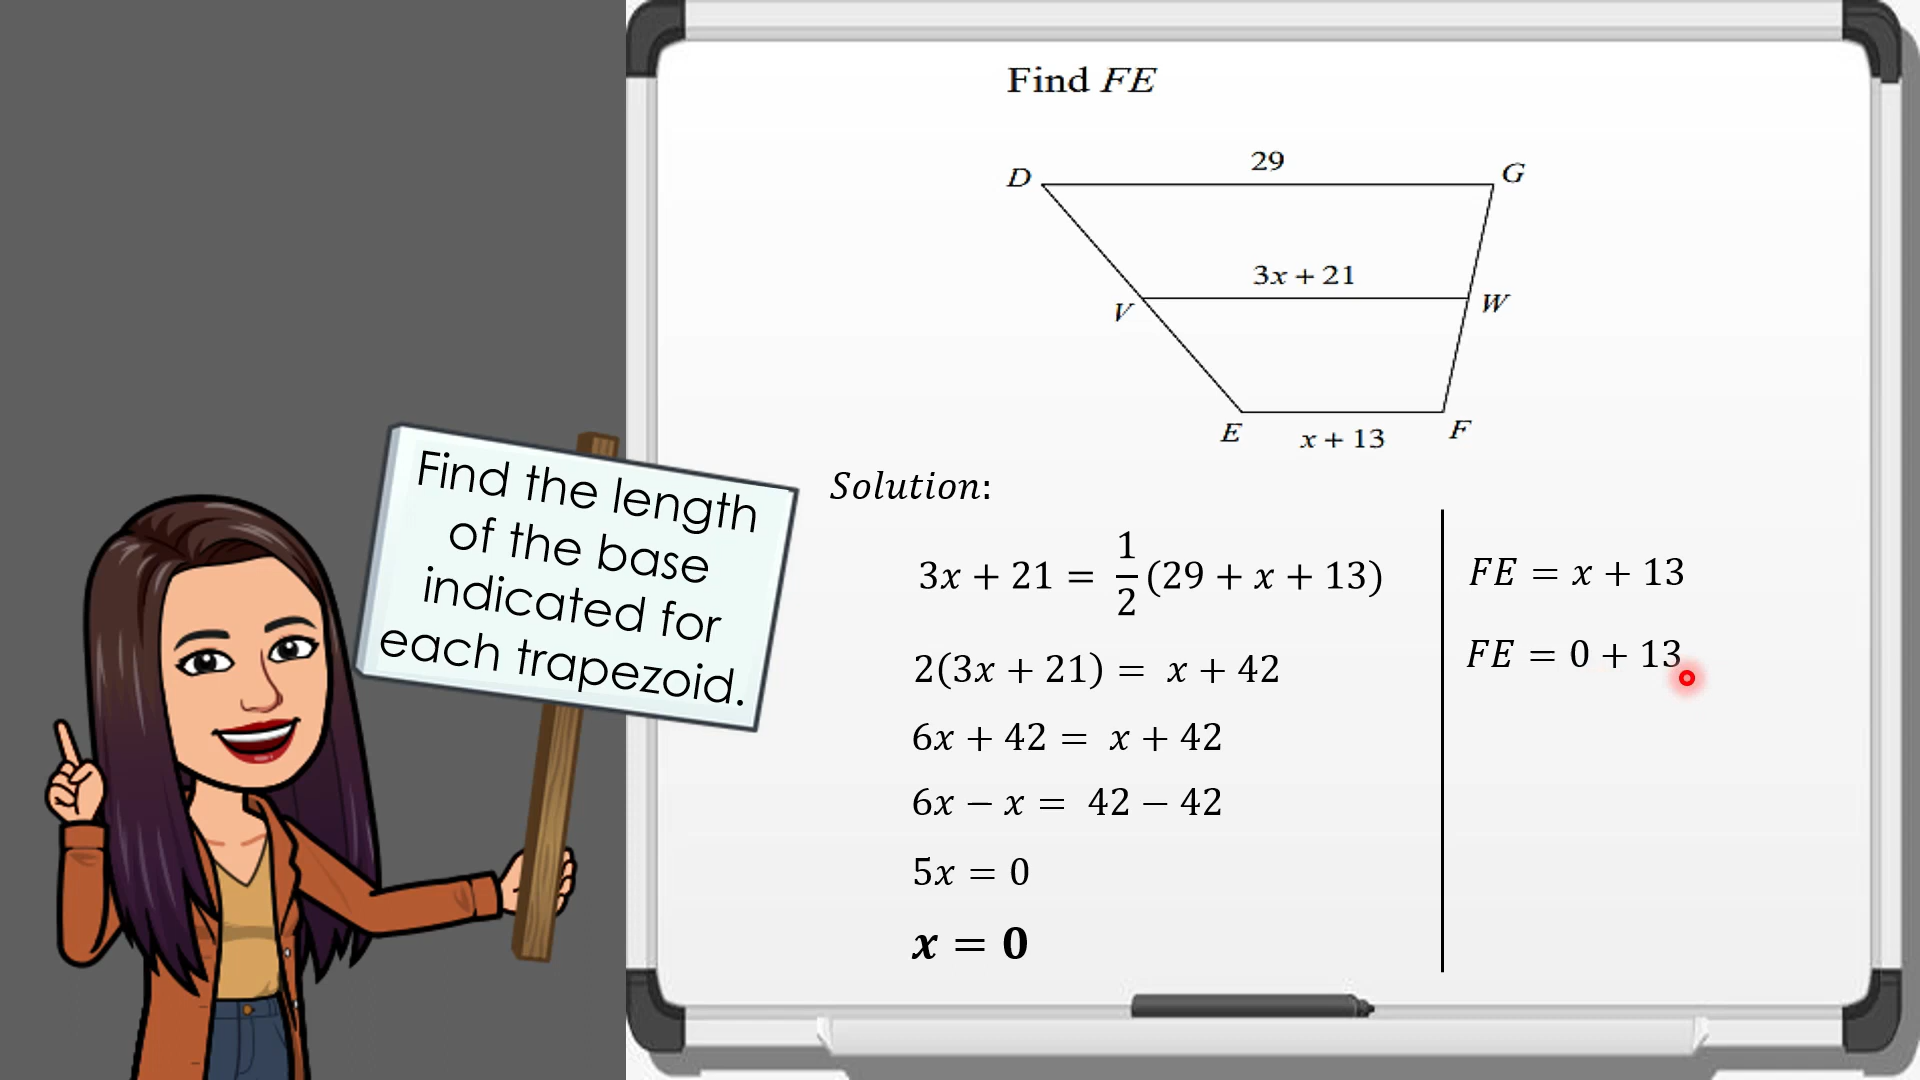 Find FE
29
D
G
3x + 21
V
W
E
x + 13
F
Find the length
of the base
indicated for
each trapezoid.
Solution:
3x + 21 = 1/2 (29 + x + 13)
2(3x + 21) = x + 42
6x + 42 = x + 42
6x − x = 42 − 42
5x = 0
x = 0
FE = x + 13
FE = 0 + 13